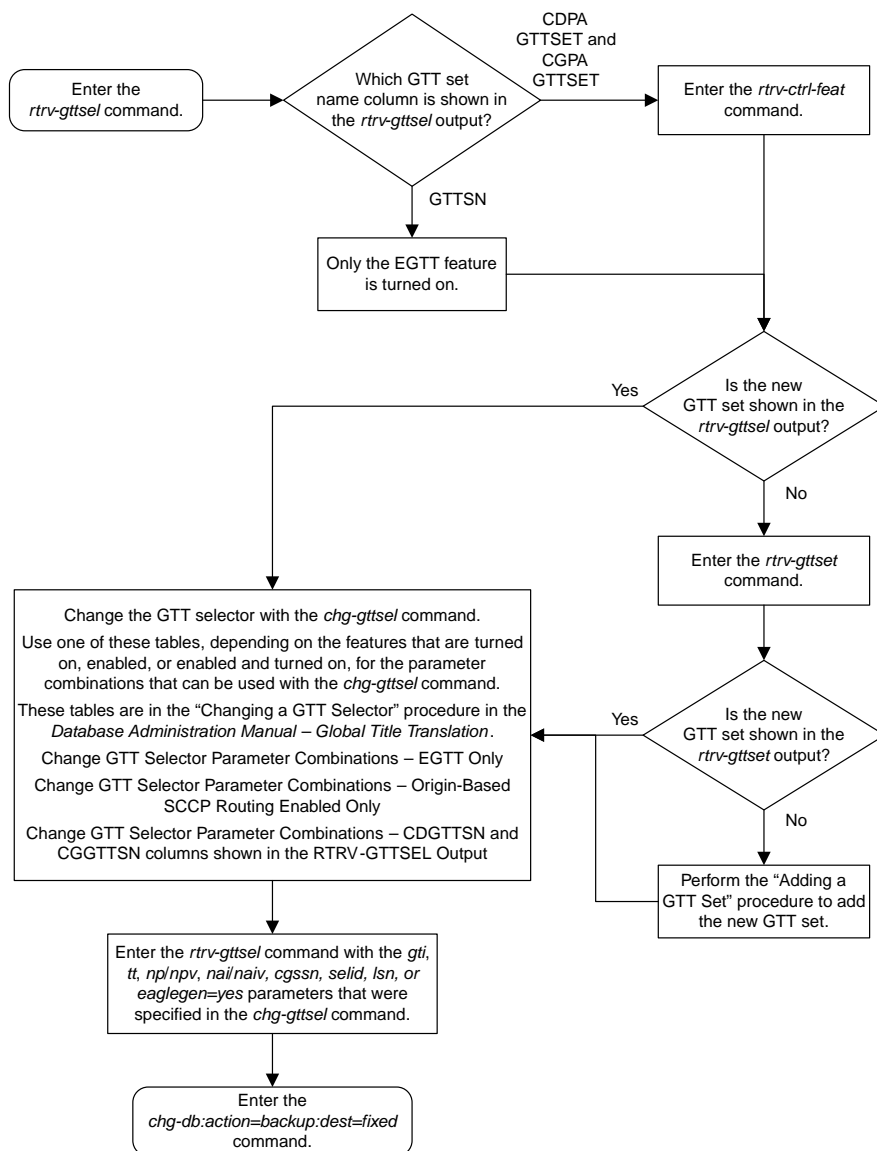 Enter the
rtrv-gttsel command.
Which GTT set
name column is shown in
the rtrv-gttsel output?
CDPA
GTTSET and
CGPA
GTTSET
Enter the rtrv-ctrl-feat
command.
GTTSN
Only the EGTT feature
is turned on.
Is the new
GTT set shown in the
rtrv-gttsel output?
Yes
No
Enter the rtrv-gttset
command.
Is the new
GTT set shown in the
rtrv-gttset output?
Yes
No
Perform the “Adding a
GTT Set” procedure to add
the new GTT set.
Change the GTT selector with the chg-gttsel command.
Use one of these tables, depending on the features that are turned
on, enabled, or enabled and turned on, for the parameter
combinations that can be used with the chg-gttsel command.
These tables are in the “Changing a GTT Selector” procedure in the
Database Administration Manual – Global Title Translation.
Change GTT Selector Parameter Combinations – EGTT Only
Change GTT Selector Parameter Combinations – Origin-Based
SCCP Routing Enabled Only
Change GTT Selector Parameter Combinations – CDGTTSN and
CGGTTSN columns shown in the RTRV-GTTSEL Output
Enter the rtrv-gttsel command with the gti,
tt, np/npv, nai/naiv, cgssn, selid, lsn, or
eaglegen=yes parameters that were
specified in the chg-gttsel command.
Enter the
chg-db:action=backup:dest=fixed
command.